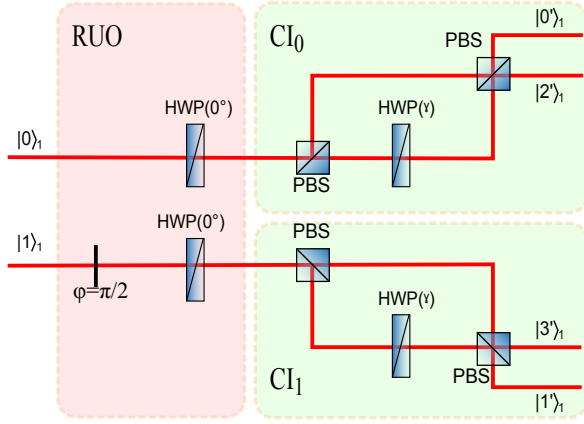 RUO
CI₀
PBS
|0'⟩₁
|2'⟩₁
HWP(0°)
HWP(ɣ)
|0⟩₁
PBS
|1⟩₁
HWP(0°)
φ=π/2
PBS
HWP(ɣ)
|3'⟩₁
PBS
|1'⟩₁
CI₁